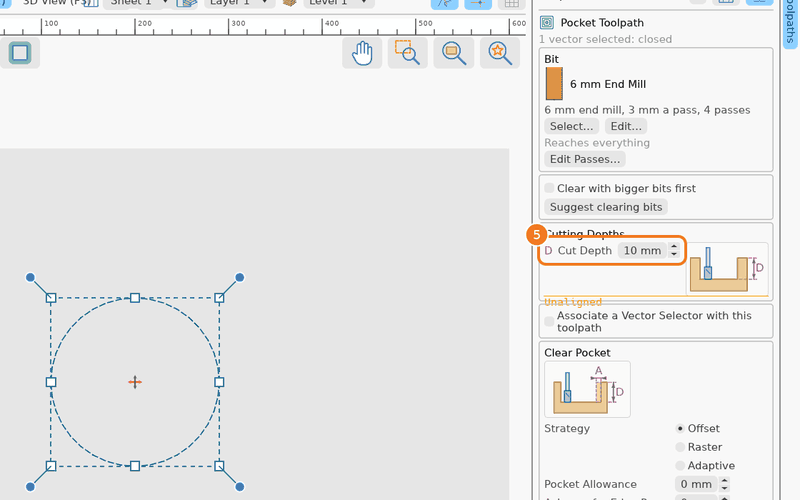 3D View (F3)
Sheet 1
Layer 1
Level 1
100
200
300
400
500
600
Toolpaths
Pocket Toolpath
1 vector selected: closed
Bit
6 mm End Mill
6 mm end mill, 3 mm a pass, 4 passes
Select...
Edit...
Reaches everything
Edit Passes...
Clear with bigger bits first
Suggest clearing bits
5
Cutting Depths
D Cut Depth 10 mm
D
Unaligned
Associate a Vector Selector with this
toolpath
Clear Pocket
A
D
Strategy
Offset
Raster
Adaptive
Pocket Allowance 0 mm